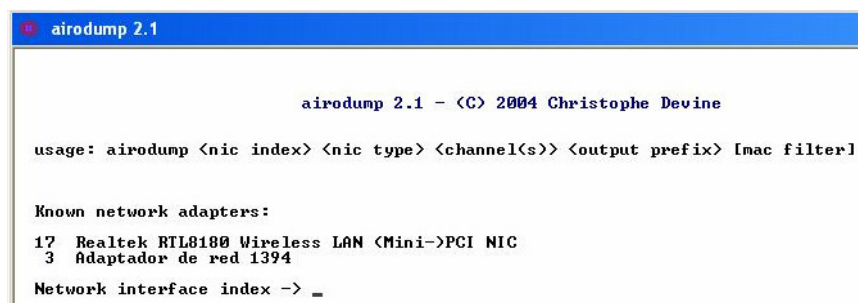 airodump 2.1
airodump 2.1 - (C) 2004 Christophe Devine
usage: airodump <nic index> <nic type> <channel(s)> <output prefix> [mac filter]
Known network adapters:
17 Realtek RTL8180 Wireless LAN (Mini-)PCI NIC
3 Adaptador de red 1394
Network interface index -> _